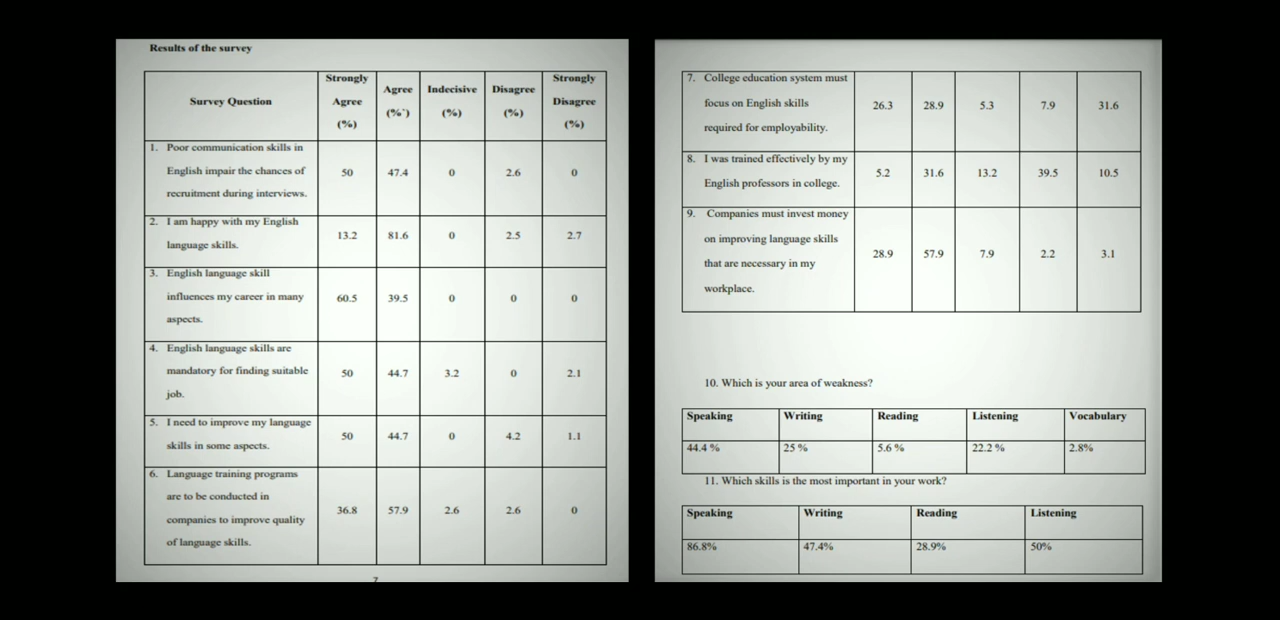 Results of the survey
Survey Question
Strongly Agree (%)
Agree (%`)
Indecisive (%)
Disagree (%)
Strongly Disagree (%)
1. Poor communication skills in
English impair the chances of
recruitment during interviews.
50 47.4 0 2.6 0
2. I am happy with my English
language skills.
13.2 81.6 0 2.5 2.7
3. English language skill
influences my career in many
aspects.
60.5 39.5 0 0 0
4. English language skills are
mandatory for finding suitable
job.
50 44.7 3.2 0 2.1
5. I need to improve my language
skills in some aspects.
50 44.7 0 4.2 1.1
6. Language training programs
are to be conducted in
companies to improve quality
of language skills.
36.8 57.9 2.6 2.6 0
7. College education system must
focus on English skills
required for employability.
26.3 28.9 5.3 7.9 31.6
8. I was trained effectively by my
English professors in college.
5.2 31.6 13.2 39.5 10.5
9. Companies must invest money
on improving language skills
that are necessary in my
workplace.
28.9 57.9 7.9 2.2 3.1
10. Which is your area of weakness?
Speaking Writing Reading Listening Vocabulary
44.4 % 25 % 5.6 % 22.2 % 2.8%
11. Which skills is the most important in your work?
Speaking Writing Reading Listening
86.8% 47.4% 28.9% 50%